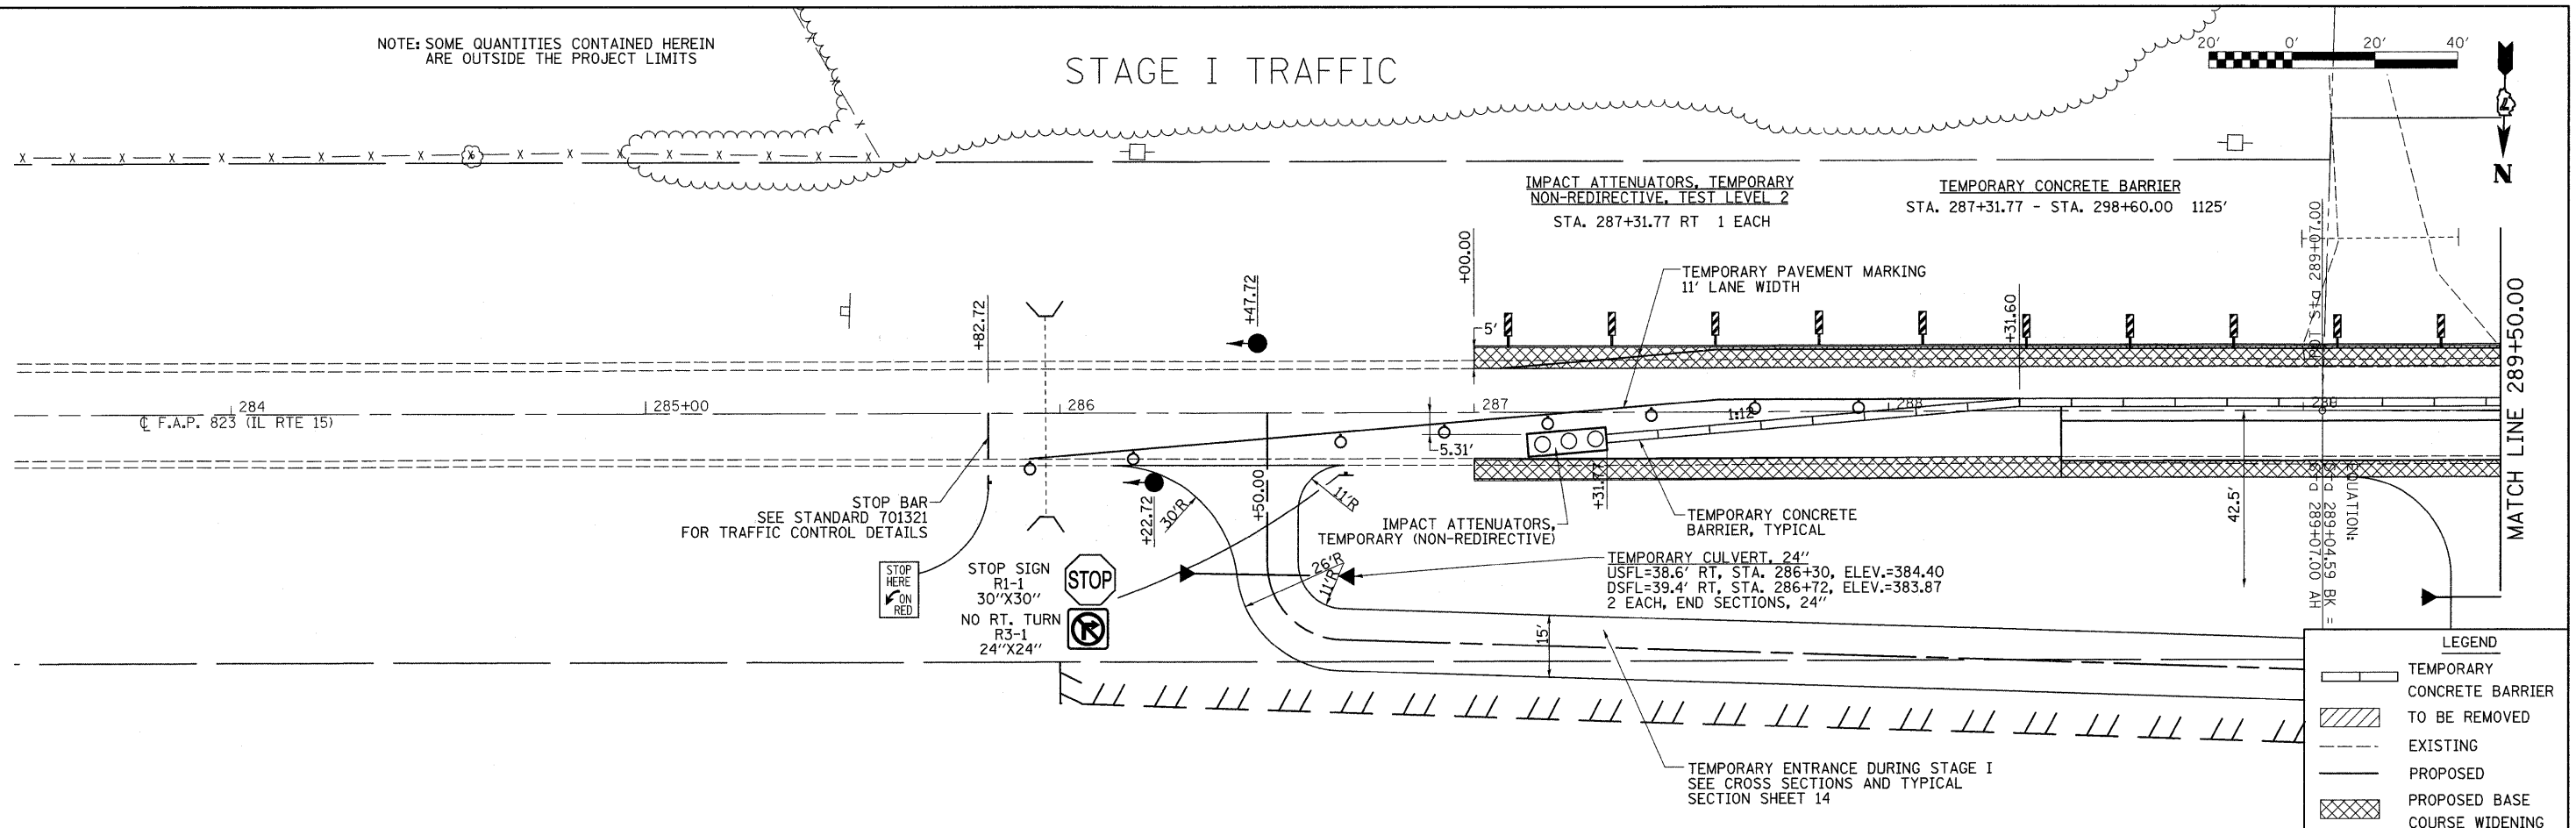 NOTE: SOME QUANTITIES CONTAINED HEREIN
ARE OUTSIDE THE PROJECT LIMITS
STAGE I TRAFFIC
20' 0' 20' 40'
N
IMPACT ATTENUATORS, TEMPORARY
NON-REDIRECTIVE, TEST LEVEL 2
STA. 287+31.77 RT 1 EACH
TEMPORARY CONCRETE BARRIER
STA. 287+31.77 - STA. 298+60.00 1125'
TEMPORARY PAVEMENT MARKING
11' LANE WIDTH
+82.72
+47.72
+00.00
5'
+31.60
POT Sta 289+07.00
MATCH LINE 289+50.00
284
285+00
286
287
288
289
℄ F.A.P. 823 (IL RTE 15)
1:12
5.31'
STOP BAR
SEE STANDARD 701321
FOR TRAFFIC CONTROL DETAILS
+22.72
30'R
+50.00
11'R
+31.77
42.5'
EQUATION:
Sta 289+04.59 BK =
Sta 289+07.00 AH
IMPACT ATTENUATORS,
TEMPORARY (NON-REDIRECTIVE)
TEMPORARY CONCRETE
BARRIER, TYPICAL
STOP
HERE
ON
RED
STOP SIGN
R1-1
30"X30"
STOP
NO RT. TURN
R3-1
24"X24"
26'R
11'R
TEMPORARY CULVERT, 24"
USFL=38.6' RT, STA. 286+30, ELEV.=384.40
DSFL=39.4' RT, STA. 286+72, ELEV.=383.87
2 EACH, END SECTIONS, 24"
15'
TEMPORARY ENTRANCE DURING STAGE I
SEE CROSS SECTIONS AND TYPICAL
SECTION SHEET 14
LEGEND
TEMPORARY
CONCRETE BARRIER
TO BE REMOVED
EXISTING
PROPOSED
PROPOSED BASE
COURSE WIDENING